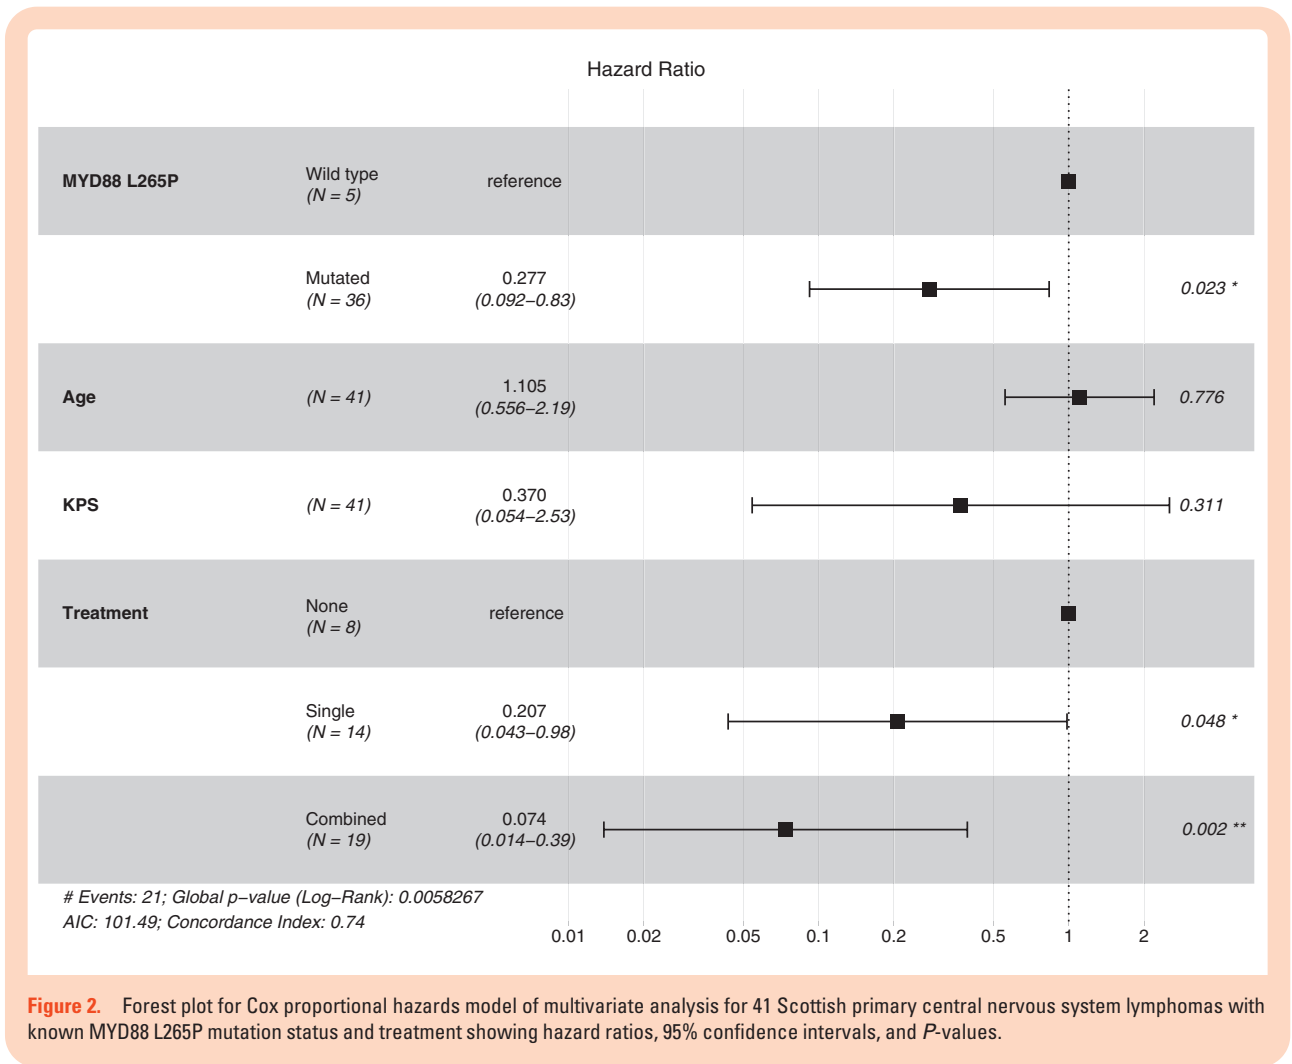 Hazard Ratio
MYD88 L265P
Wild type
(N = 5)
reference
Mutated
(N = 36)
0.277
(0.092–0.83)
0.023 *
Age
(N = 41)
1.105
(0.556–2.19)
0.776
KPS
(N = 41)
0.370
(0.054–2.53)
0.311
Treatment
None
(N = 8)
reference
Single
(N = 14)
0.207
(0.043–0.98)
0.048 *
Combined
(N = 19)
0.074
(0.014–0.39)
0.002 **
# Events: 21; Global p–value (Log–Rank): 0.0058267
AIC: 101.49; Concordance Index: 0.74
0.01 0.02 0.05 0.1 0.2 0.5 1 2
Figure 2. Forest plot for Cox proportional hazards model of multivariate analysis for 41 Scottish primary central nervous system lymphomas with
known MYD88 L265P mutation status and treatment showing hazard ratios, 95% confidence intervals, and P-values.